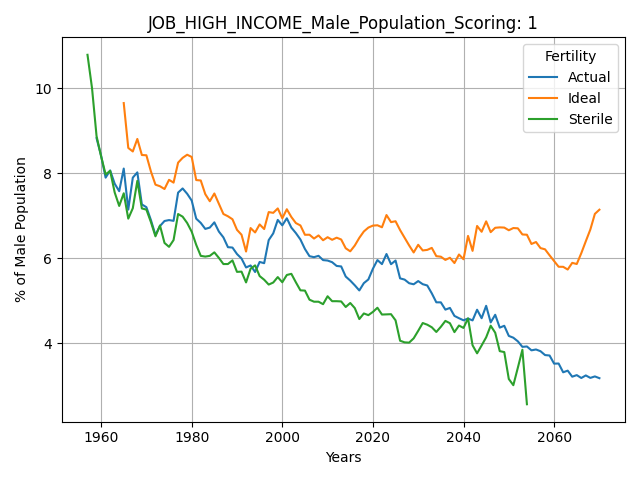 JOB_HIGH_INCOME_Male_Population_Scoring: 1
Fertility
Actual
Ideal
Sterile
% of Male Population
10
8
6
4
1960 1980 2000 2020 2040 2060
Years